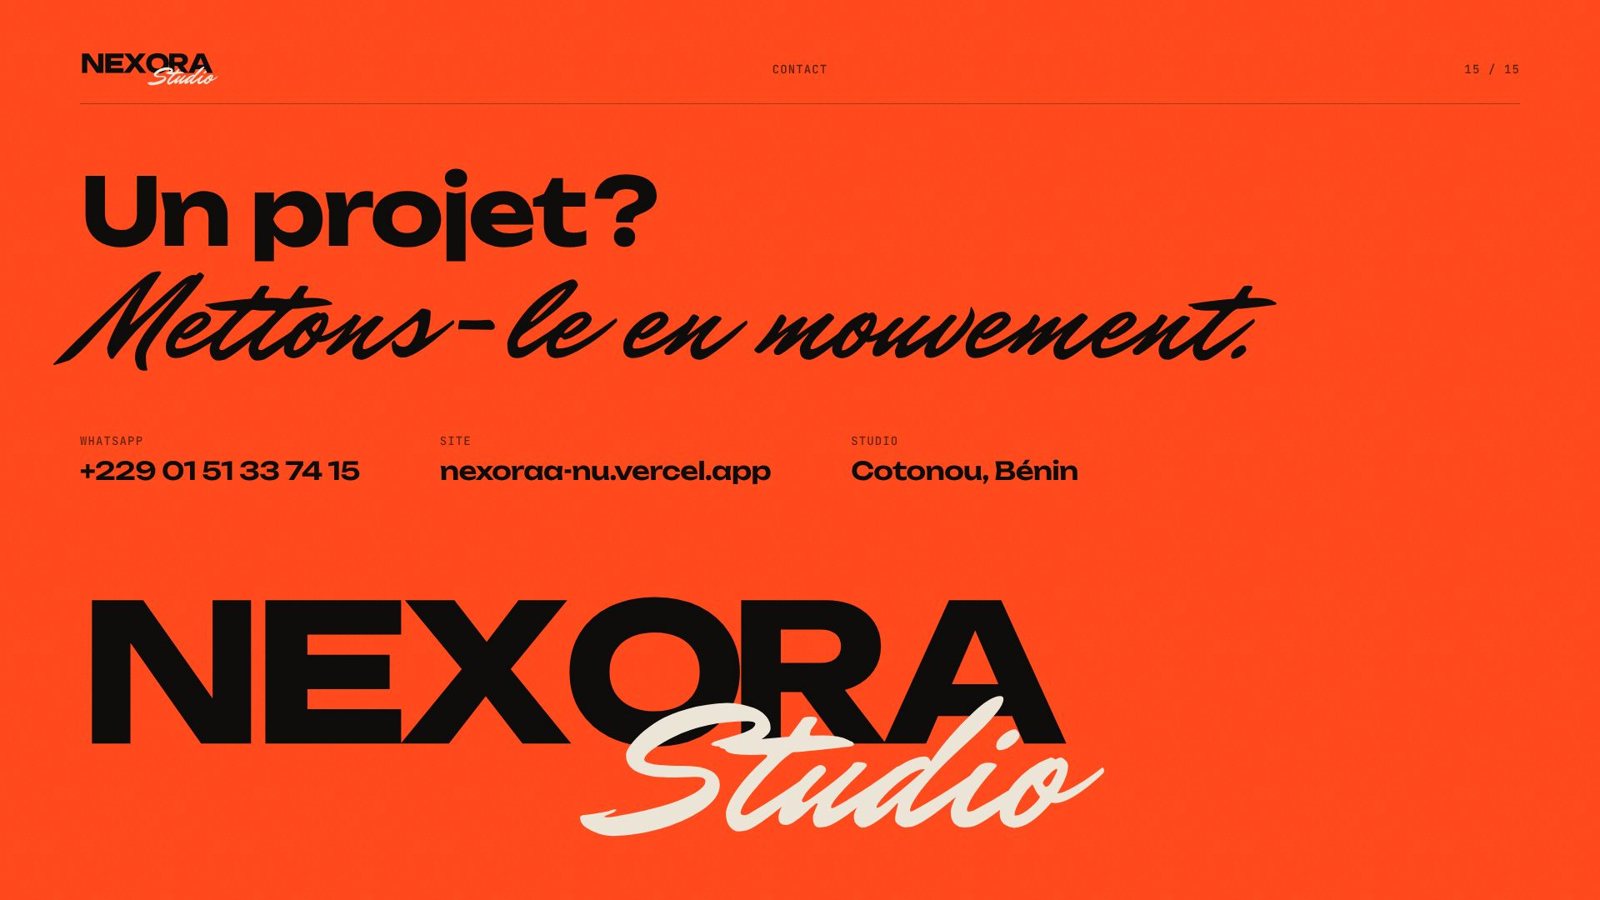 NEXORA
Studio
CONTACT
15 / 15
Un projet ?
Mettons-le en mouvement.
WHATSAPP
+229 01 51 33 74 15
SITE
nexoraa-nu.vercel.app
STUDIO
Cotonou, Bénin
NEXORA
Studio